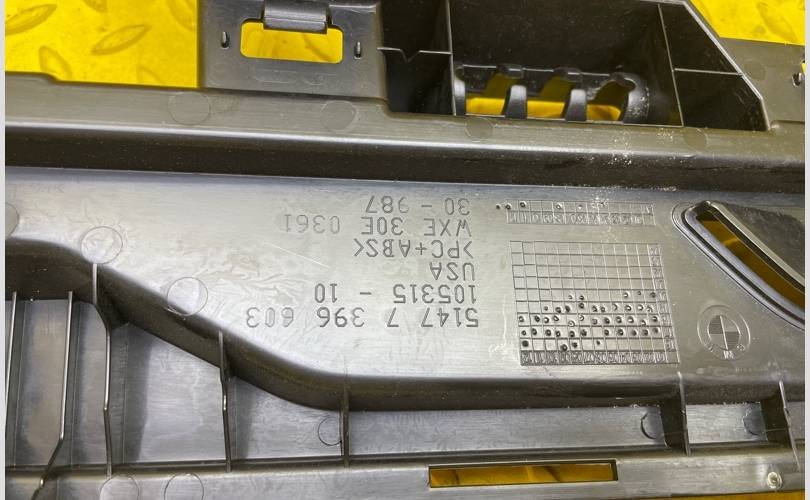 5147 7 396 603
105315 - 10
USA
>PC+ABS<
WXE 30E 0361
30 - 987